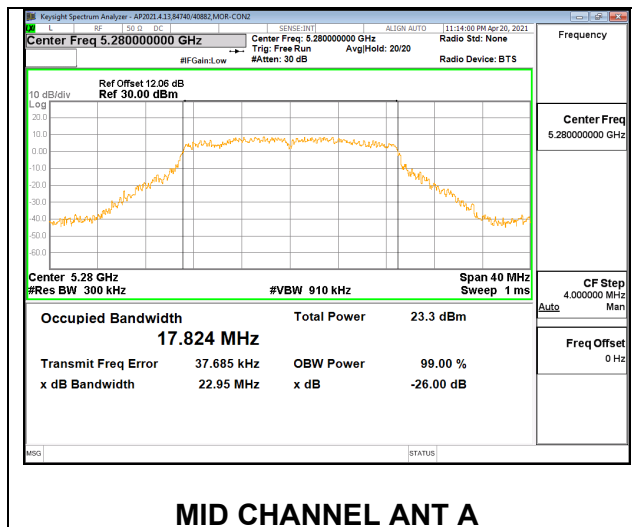 Keysight Spectrum Analyzer - AP2021.4.13,84740/40882,MOR-CON2
LXI L RF 50 Ω DC SENSE:INT ALIGN AUTO 11:14:00 PM Apr 20, 2021
Center Freq 5.280000000 GHz
Center Freq: 5.280000000 GHz
Radio Std: None
Trig: Free Run Avg|Hold: 20/20
#IFGain:Low #Atten: 30 dB Radio Device: BTS
Frequency
Ref Offset 12.06 dB
10 dB/div Ref 30.00 dBm
Log
20.0
10.0
0.00
-10.0
-20.0
-30.0
-40.0
-50.0
-60.0
Center Freq
5.280000000 GHz
Center 5.28 GHz Span 40 MHz
#Res BW 300 kHz #VBW 910 kHz Sweep 1 ms
CF Step
4.000000 MHz
Auto Man
Freq Offset
0 Hz
Occupied Bandwidth Total Power 23.3 dBm
17.824 MHz
Transmit Freq Error 37.685 kHz OBW Power 99.00 %
x dB Bandwidth 22.95 MHz x dB -26.00 dB
MSG STATUS
MID CHANNEL ANT A